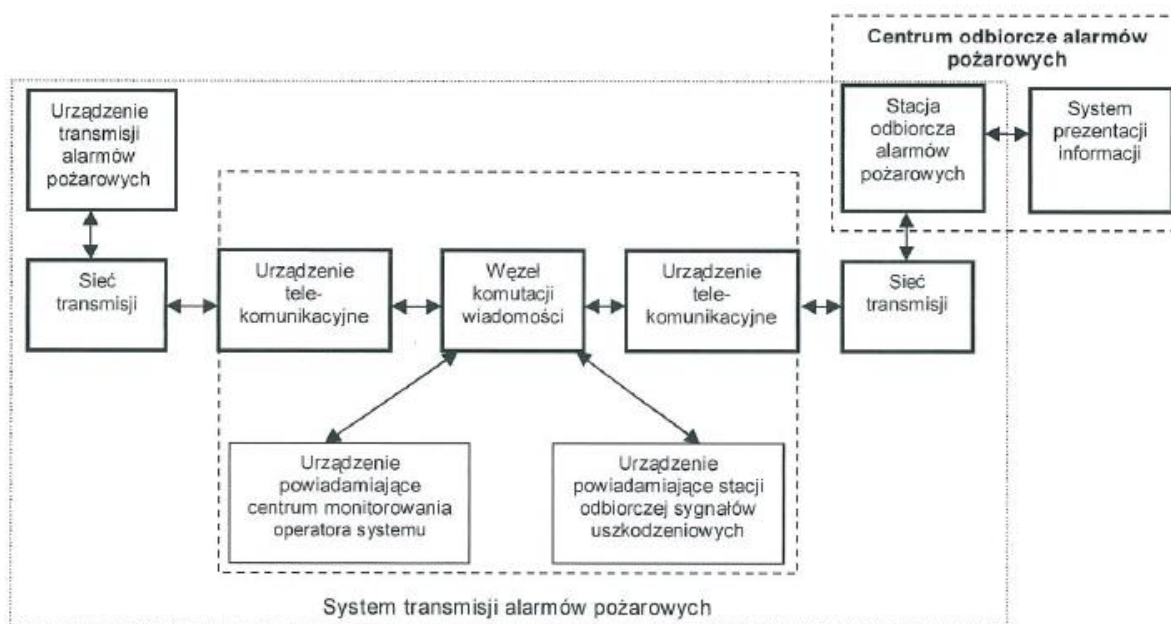 Centrum odbiorcze alarmów
pożarowych
Urządzenie
transmisji
alarmów
pożarowych
Stacja
odbiorcza
alarmów
pożarowych
System
prezentacji
informacji
Sieć
transmisji
Urządzenie
tele-
komunikacyjne
Węzeł
komutacji
wiadomości
Urządzenie
tele-
komunikacyjne
Sieć
transmisji
Urządzenie
powiadamiające
centrum monitorowania
operatora systemu
Urządzenie
powiadamiające stacji
odbiorczej sygnałów
uszkodzeniowych
System transmisji alarmów pożarowych